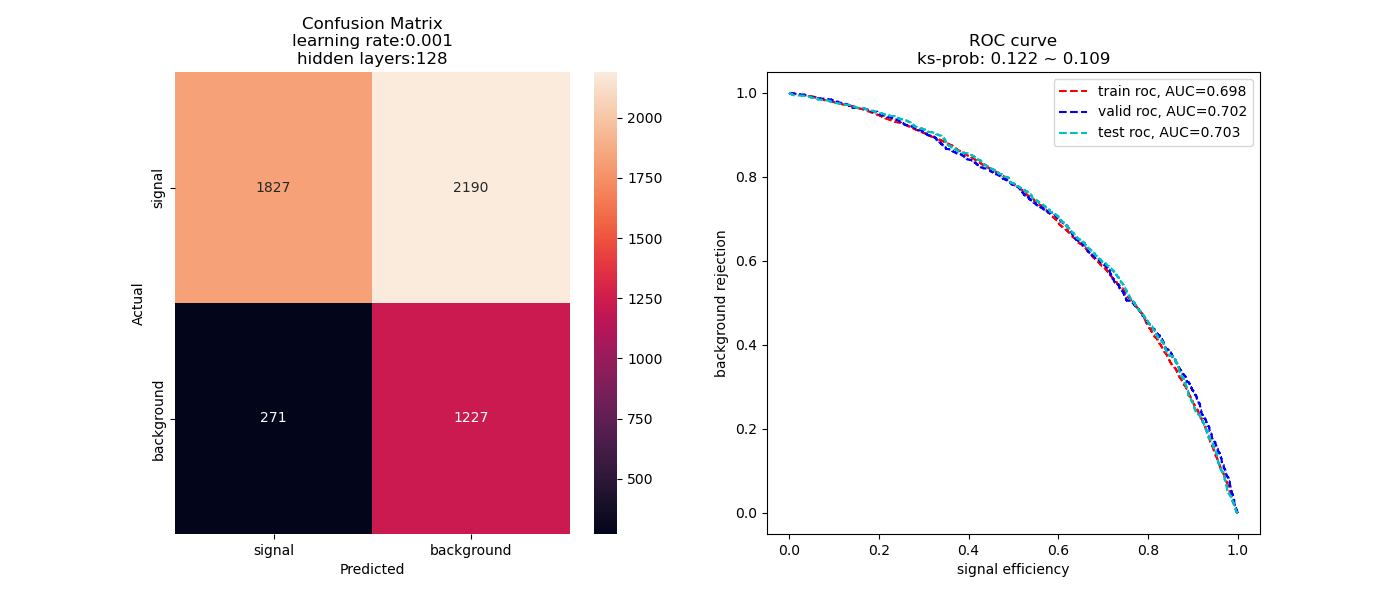 Confusion Matrix
learning rate:0.001
hidden layers:128
signal
background
Actual
1827
2190
271
1227
signal
background
Predicted
2000
1750
1500
1250
1000
750
500
ROC curve
ks-prob: 0.122 ~ 0.109
train roc, AUC=0.698
valid roc, AUC=0.702
test roc, AUC=0.703
background rejection
1.0
0.8
0.6
0.4
0.2
0.0
0.0
0.2
0.4
0.6
0.8
1.0
signal efficiency